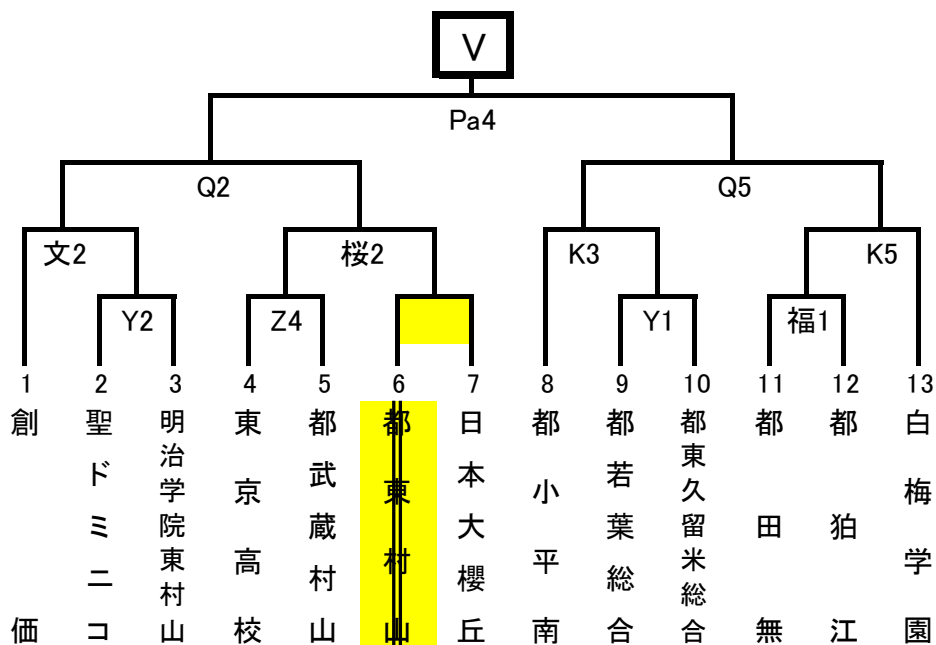 V
Pa4
Q2
Q5
文2
桜2
K3
K5
Y2
Z4
Y1
福1
1 2 3 4 5 6 7 8 9 10 11 12 13
創価
聖ドミニコ
明治学院東村山
東京高校
都武蔵村山
都東村山
日本大櫻丘
都小平南
都若葉総合
都東久留米総合
都田無
都狛江
白梅学園